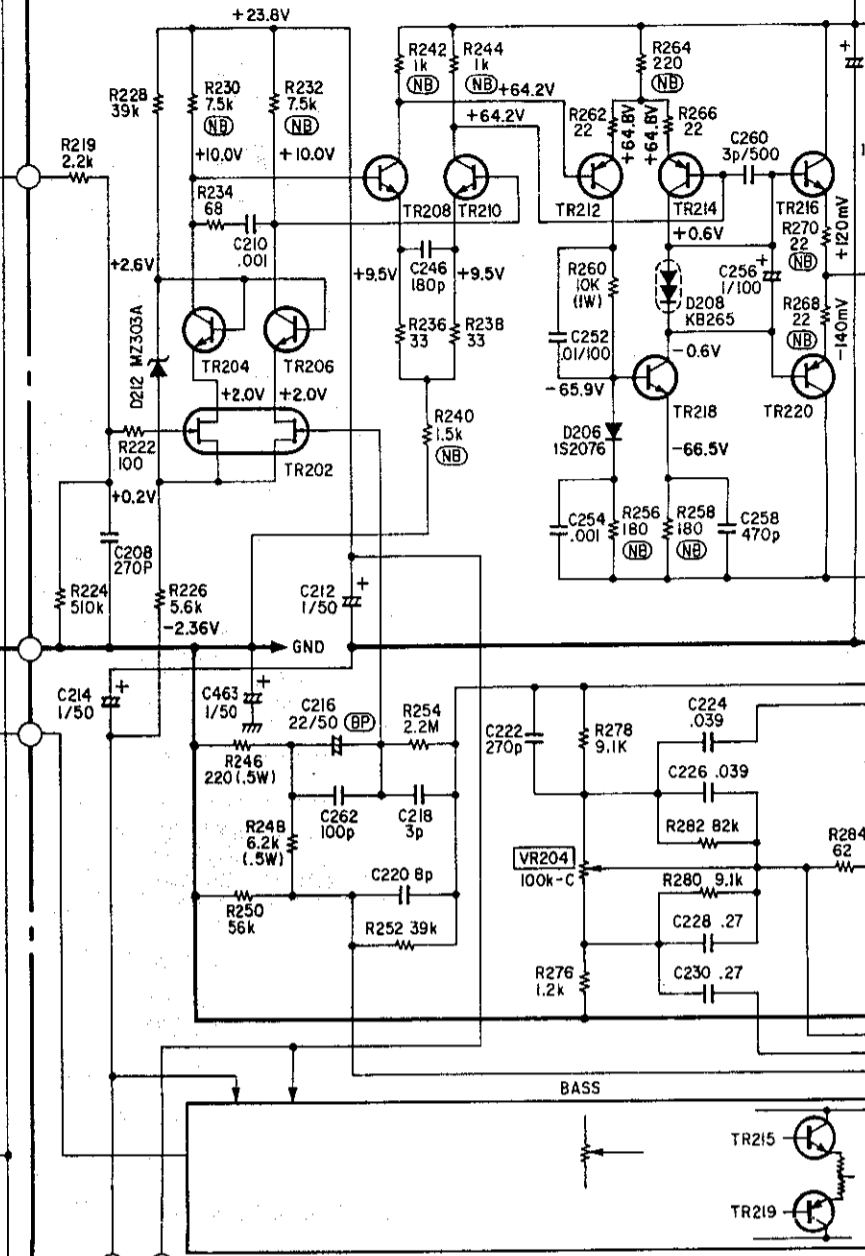 +23.8V
R228
39k
R230
7.5k
NB
R232
7.5k
NB
R242
1k
NB
R244
1k
NB
R264
220
NB
+64.2V
+64.2V
R262
22
+64.8V
+64.8V
R266
22
C260
3p/500
R219
2.2k
+10.0V
+10.0V
R234
68
C210
.001
TR208
TR210
TR212
TR214
TR216
R270
22
NB
+120mV
+2.6V
+9.5V
C246
180p
+9.5V
R260
10K
(1W)
+0.6V
D208
KB265
C256
1/100
R268
22
NB
-140mV
D212 MZ303A
TR204
TR206
R236
33
R238
33
C252
.01/100
-0.6V
-65.9V
TR218
TR220
+2.0V
+2.0V
R222
100
TR202
R240
1.5k
NB
D206
1S2076
-66.5V
+0.2V
C208
270P
C254
.001
R256
180
NB
R258
180
NB
C258
470p
R224
510k
R226
5.6k
-2.36V
C212
1/50
GND
C214
1/50
C463
1/50
C216
22/50
BP
R254
2.2M
C222
270p
R278
9.1K
C224
.039
C226 .039
R246
220(.5W)
C262
100p
C218
3p
R248
6.2k
(.5W)
R282 82k
R284
62
VR204
100k-C
C220 8p
R280 9.1k
R250
56k
R252 39k
C228 .27
R276
1.2k
C230 .27
BASS
TR215
TR219